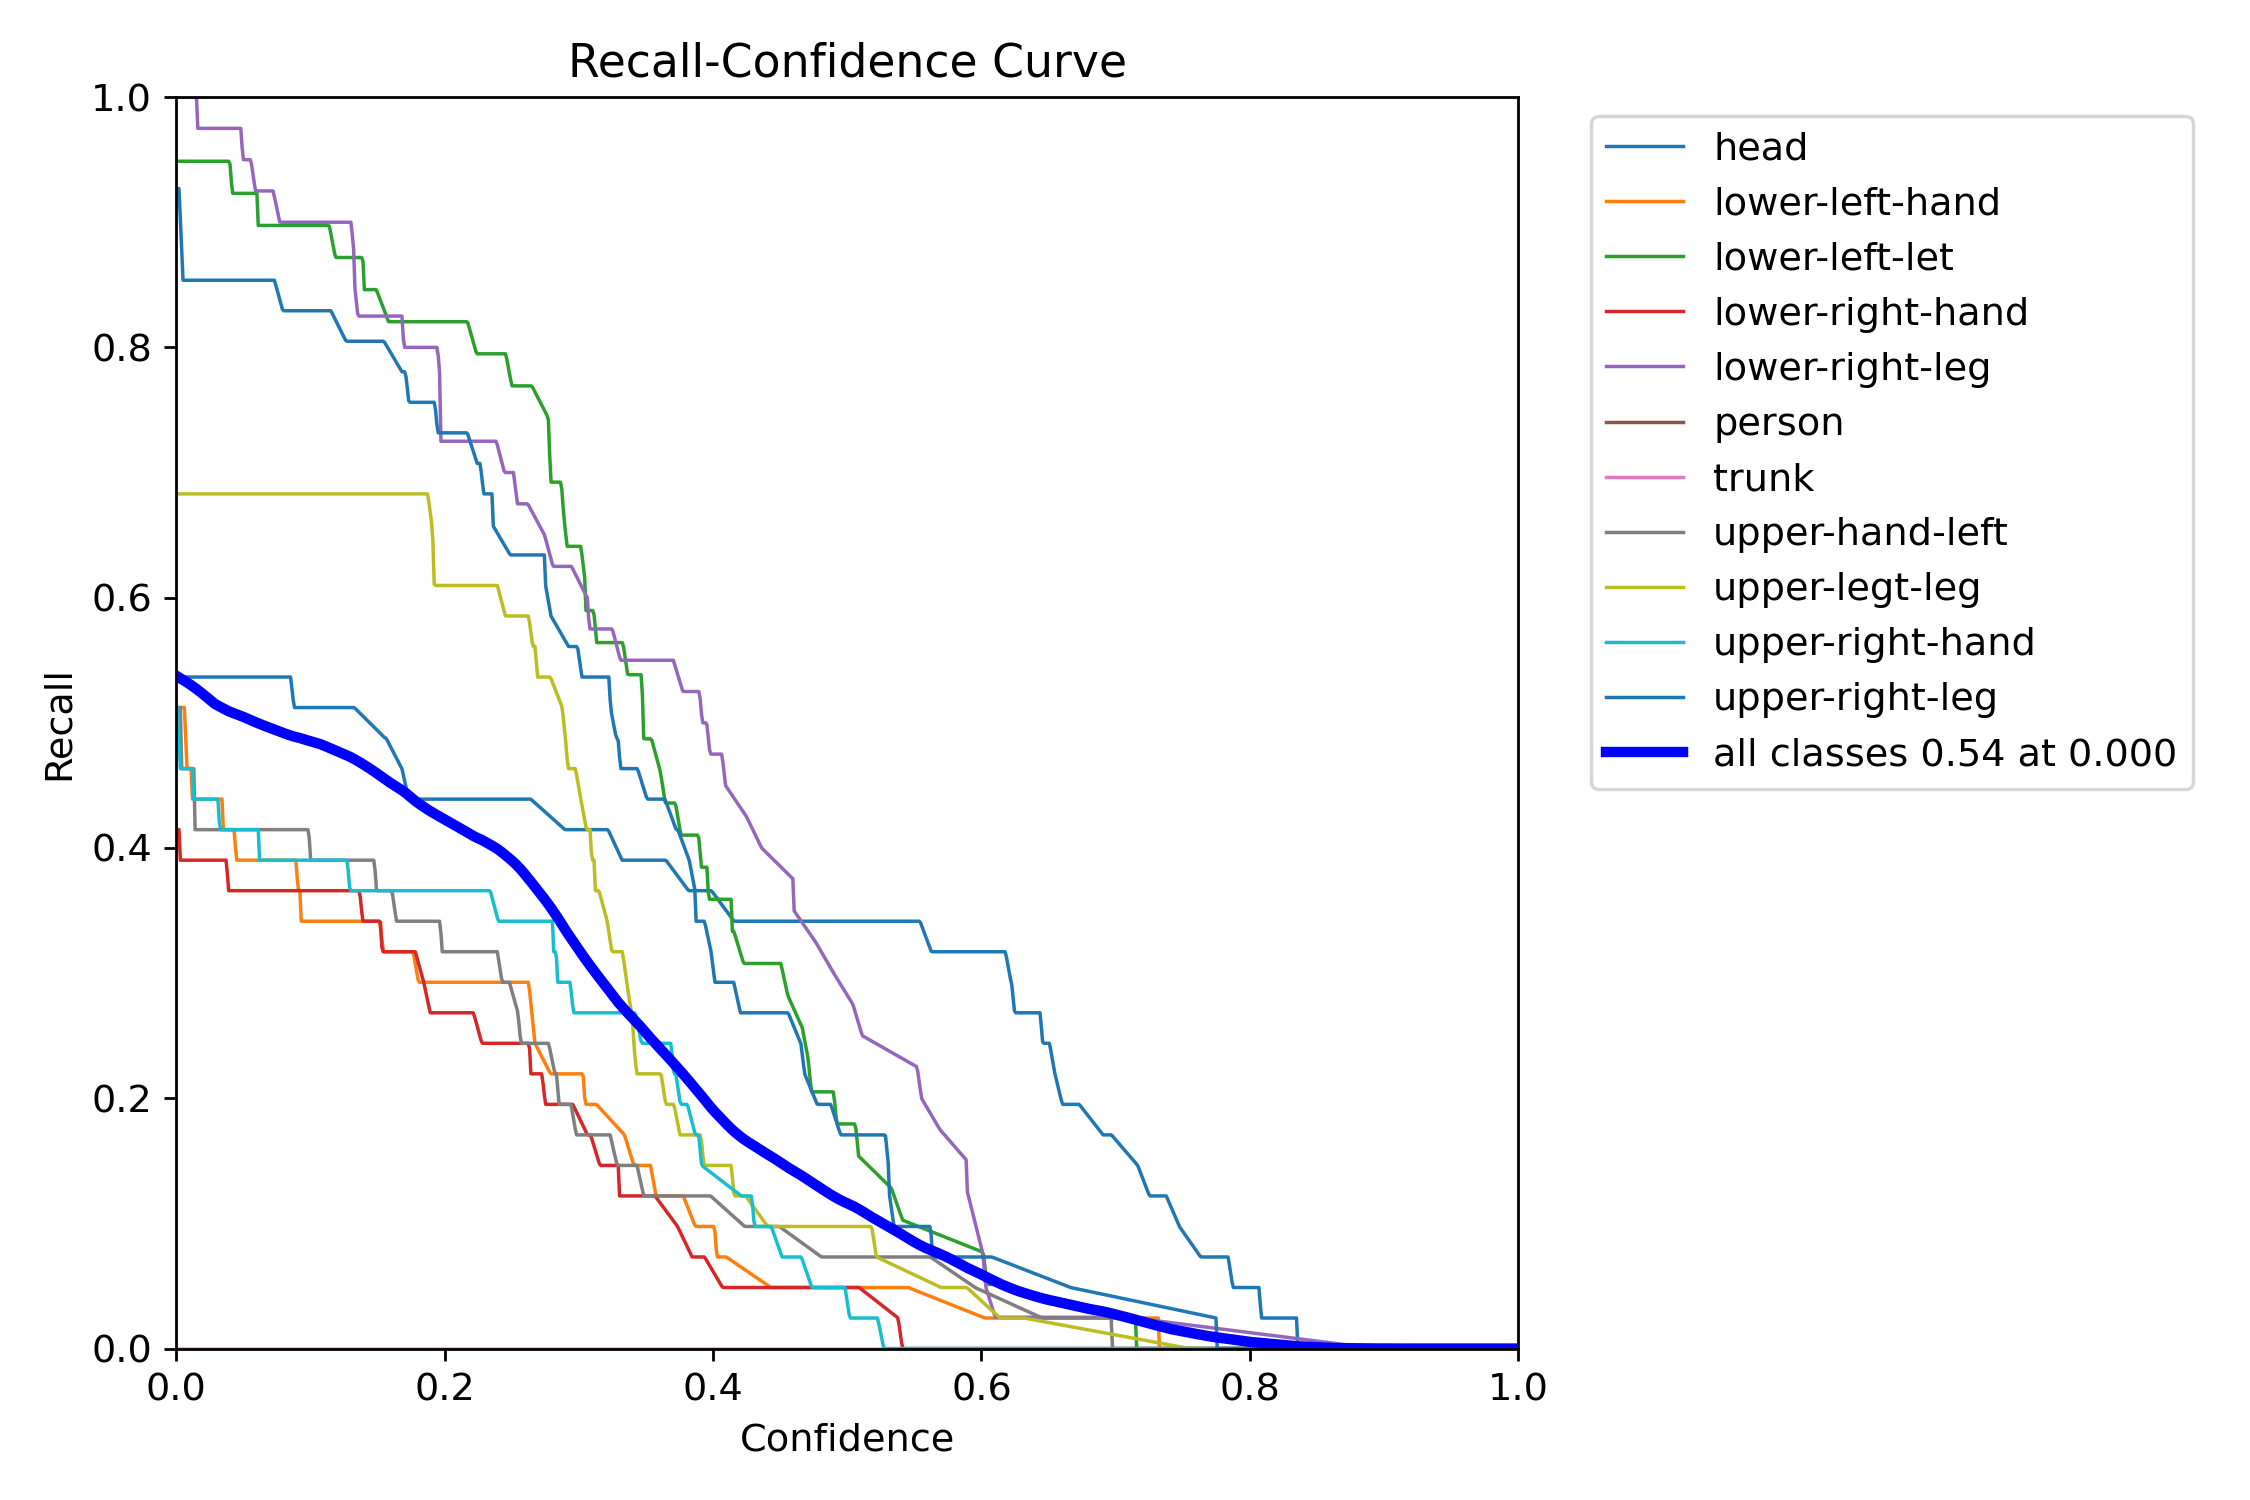 Recall-Confidence Curve
1.0
0.8
0.6
0.4
0.2
0.0
Recall
0.0 0.2 0.4 0.6 0.8 1.0
Confidence
head
lower-left-hand
lower-left-let
lower-right-hand
lower-right-leg
person
trunk
upper-hand-left
upper-legt-leg
upper-right-hand
upper-right-leg
all classes 0.54 at 0.000